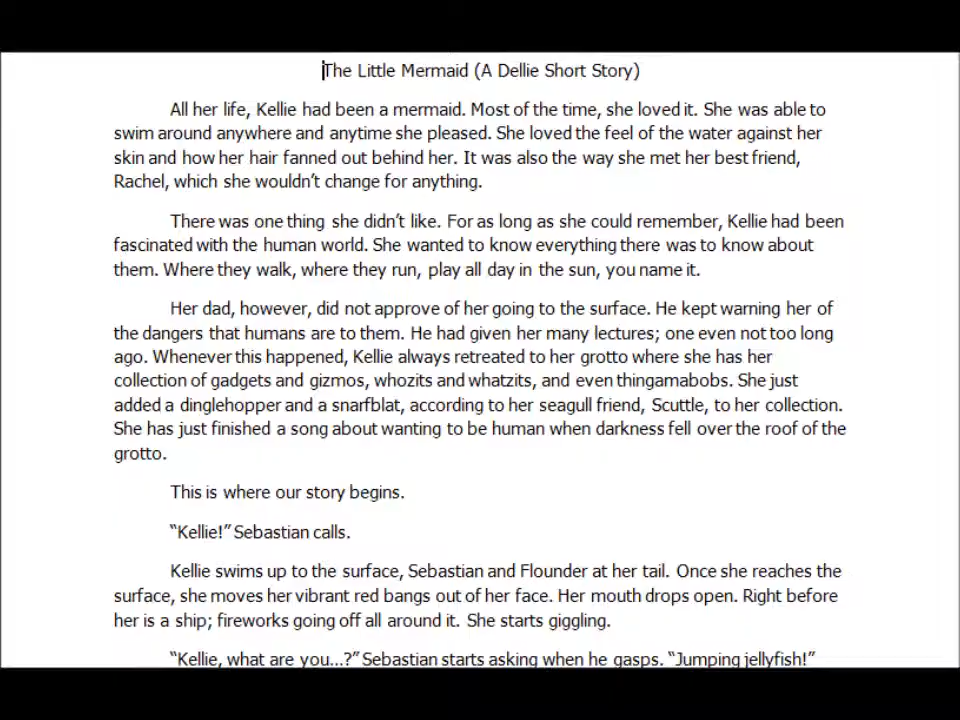 The Little Mermaid (A Dellie Short Story)
All her life, Kellie had been a mermaid. Most of the time, she loved it. She was able to
swim around anywhere and anytime she pleased. She loved the feel of the water against her
skin and how her hair fanned out behind her. It was also the way she met her best friend,
Rachel, which she wouldn’t change for anything.
There was one thing she didn’t like. For as long as she could remember, Kellie had been
fascinated with the human world. She wanted to know everything there was to know about
them. Where they walk, where they run, play all day in the sun, you name it.
Her dad, however, did not approve of her going to the surface. He kept warning her of
the dangers that humans are to them. He had given her many lectures; one even not too long
ago. Whenever this happened, Kellie always retreated to her grotto where she has her
collection of gadgets and gizmos, whozits and whatzits, and even thingamabobs. She just
added a dinglehopper and a snarfblat, according to her seagull friend, Scuttle, to her collection.
She has just finished a song about wanting to be human when darkness fell over the roof of the
grotto.
This is where our story begins.
“Kellie!” Sebastian calls.
Kellie swims up to the surface, Sebastian and Flounder at her tail. Once she reaches the
surface, she moves her vibrant red bangs out of her face. Her mouth drops open. Right before
her is a ship; fireworks going off all around it. She starts giggling.
“Kellie, what are you…?” Sebastian starts asking when he gasps. “Jumping jellyfish!”